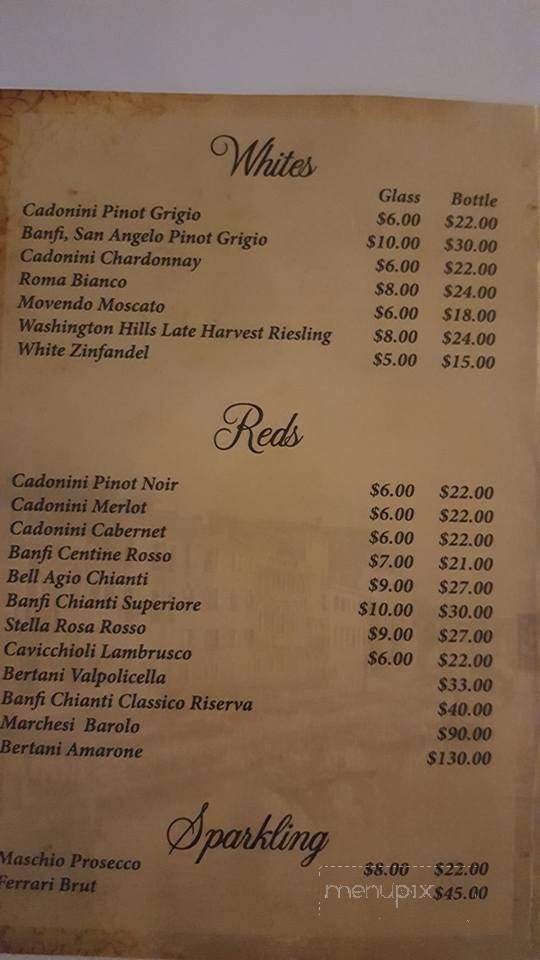 Whites
Glass Bottle
Cadonini Pinot Grigio $6.00 $22.00
Banfi, San Angelo Pinot Grigio $10.00 $30.00
Cadonini Chardonnay $6.00 $22.00
Roma Bianco $8.00 $24.00
Movendo Moscato $6.00 $18.00
Washington Hills Late Harvest Riesling $8.00 $24.00
White Zinfandel $5.00 $15.00
Reds
Cadonini Pinot Noir $6.00 $22.00
Cadonini Merlot $6.00 $22.00
Cadonini Cabernet $6.00 $22.00
Banfi Centine Rosso $7.00 $21.00
Bell Agio Chianti $9.00 $27.00
Banfi Chianti Superiore $10.00 $30.00
Stella Rosa Rosso $9.00 $27.00
Cavicchioli Lambrusco $6.00 $22.00
Bertani Valpolicella $33.00
Banfi Chianti Classico Riserva $40.00
Marchesi Barolo $90.00
Bertani Amarone $130.00
Sparkling
Maschio Prosecco $8.00 $22.00
Ferrari Brut $45.00
menupix